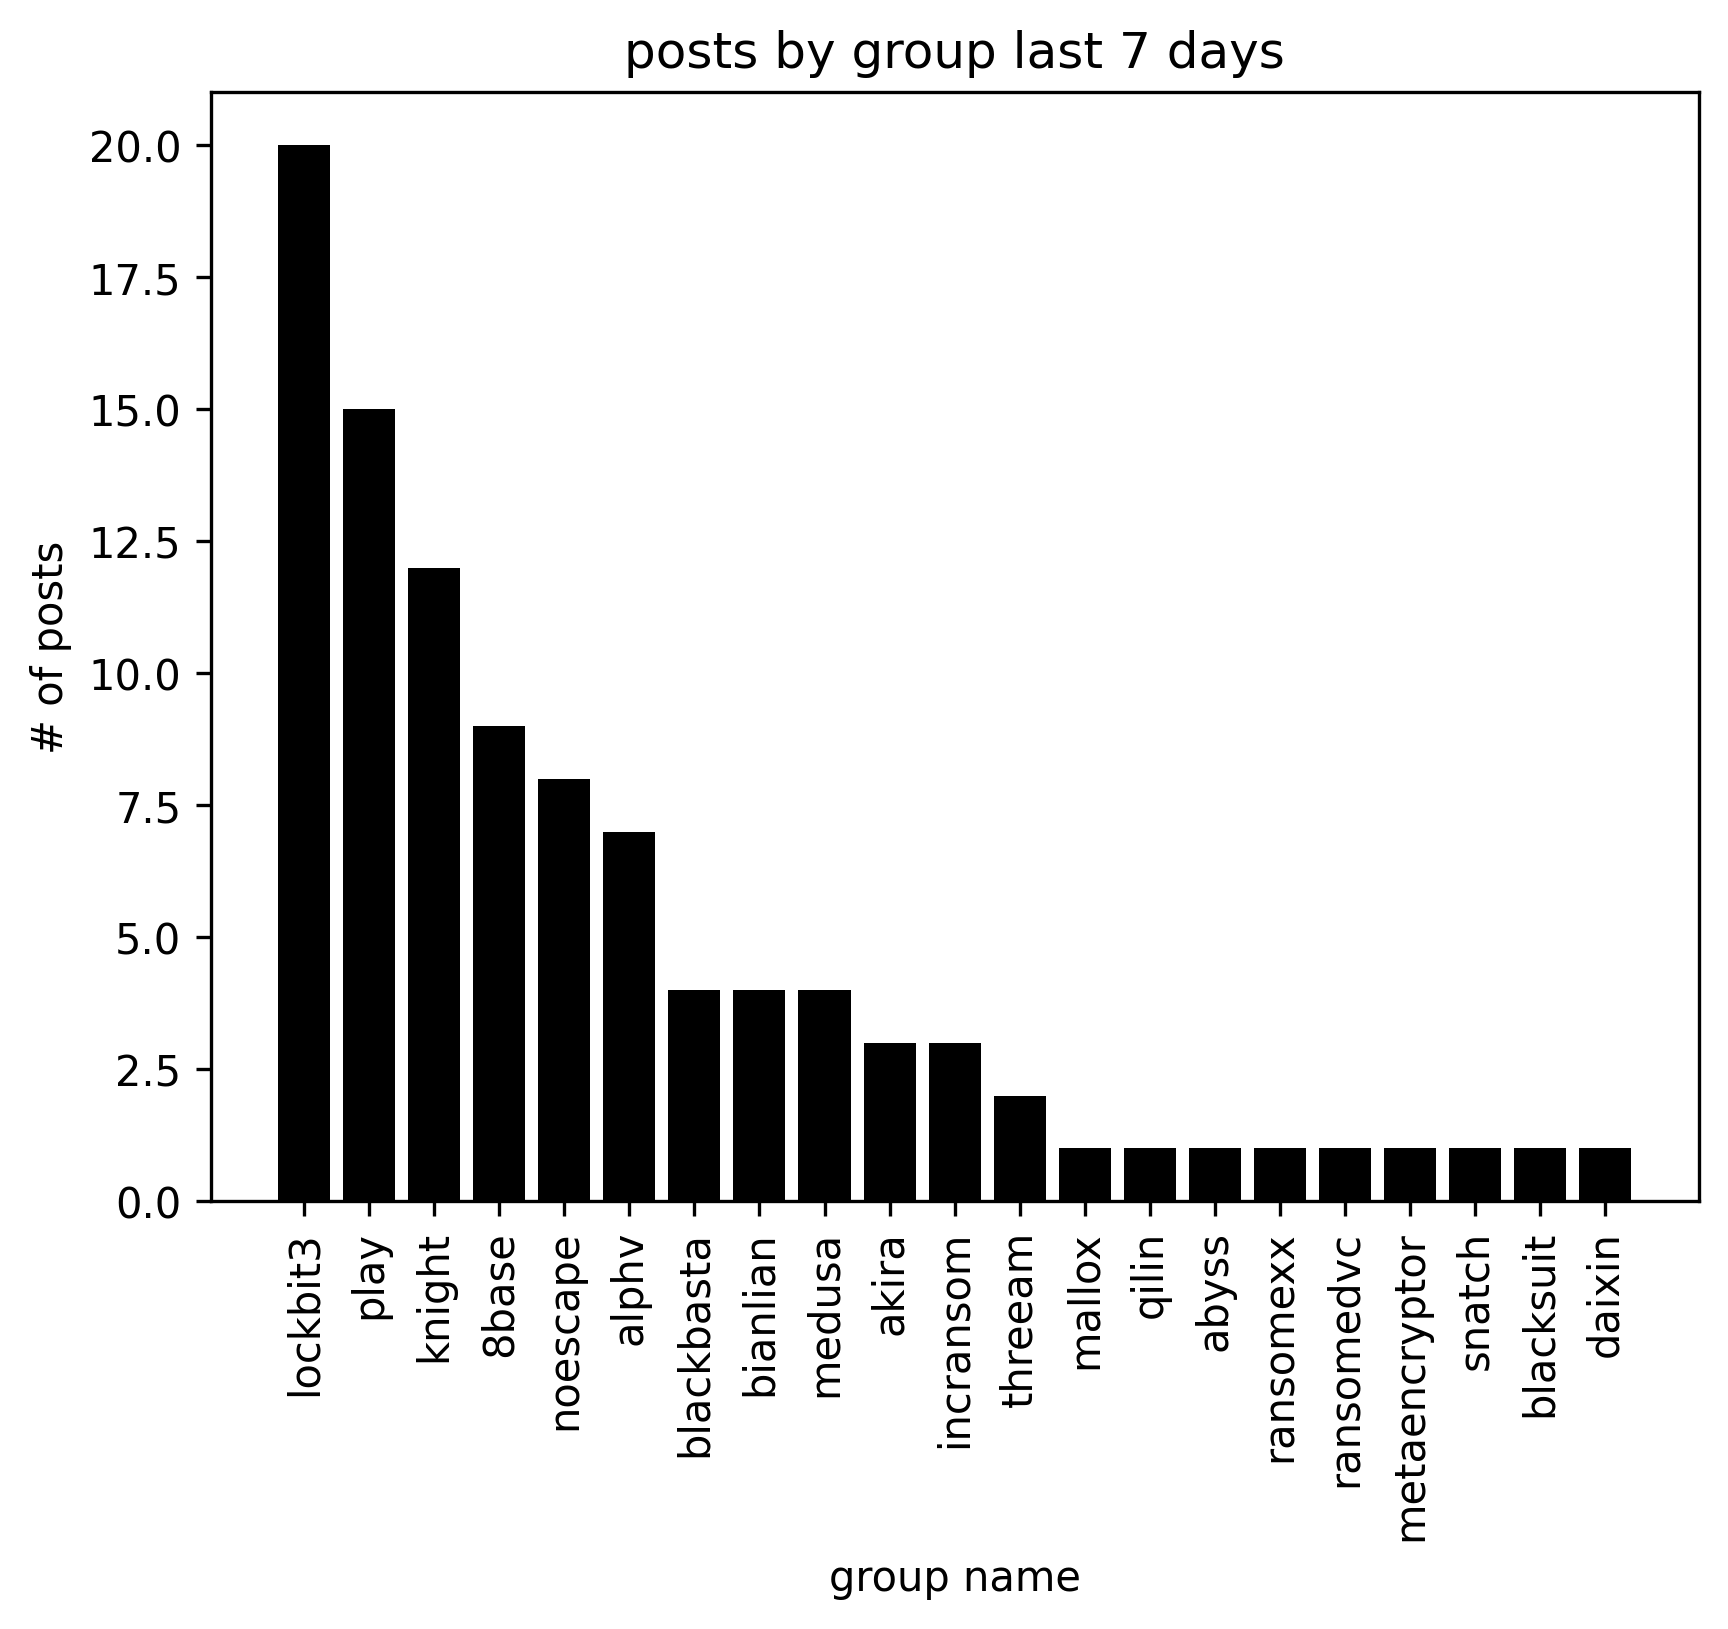 posts by group last 7 days
20.0
17.5
15.0
12.5
10.0
7.5
5.0
2.5
0.0
# of posts
lockbit3
play
knight
8base
noescape
alphv
blackbasta
bianlian
medusa
akira
incransom
threeam
mallox
qilin
abyss
ransomexx
ransomedvc
metaencryptor
snatch
blacksuit
daixin
group name